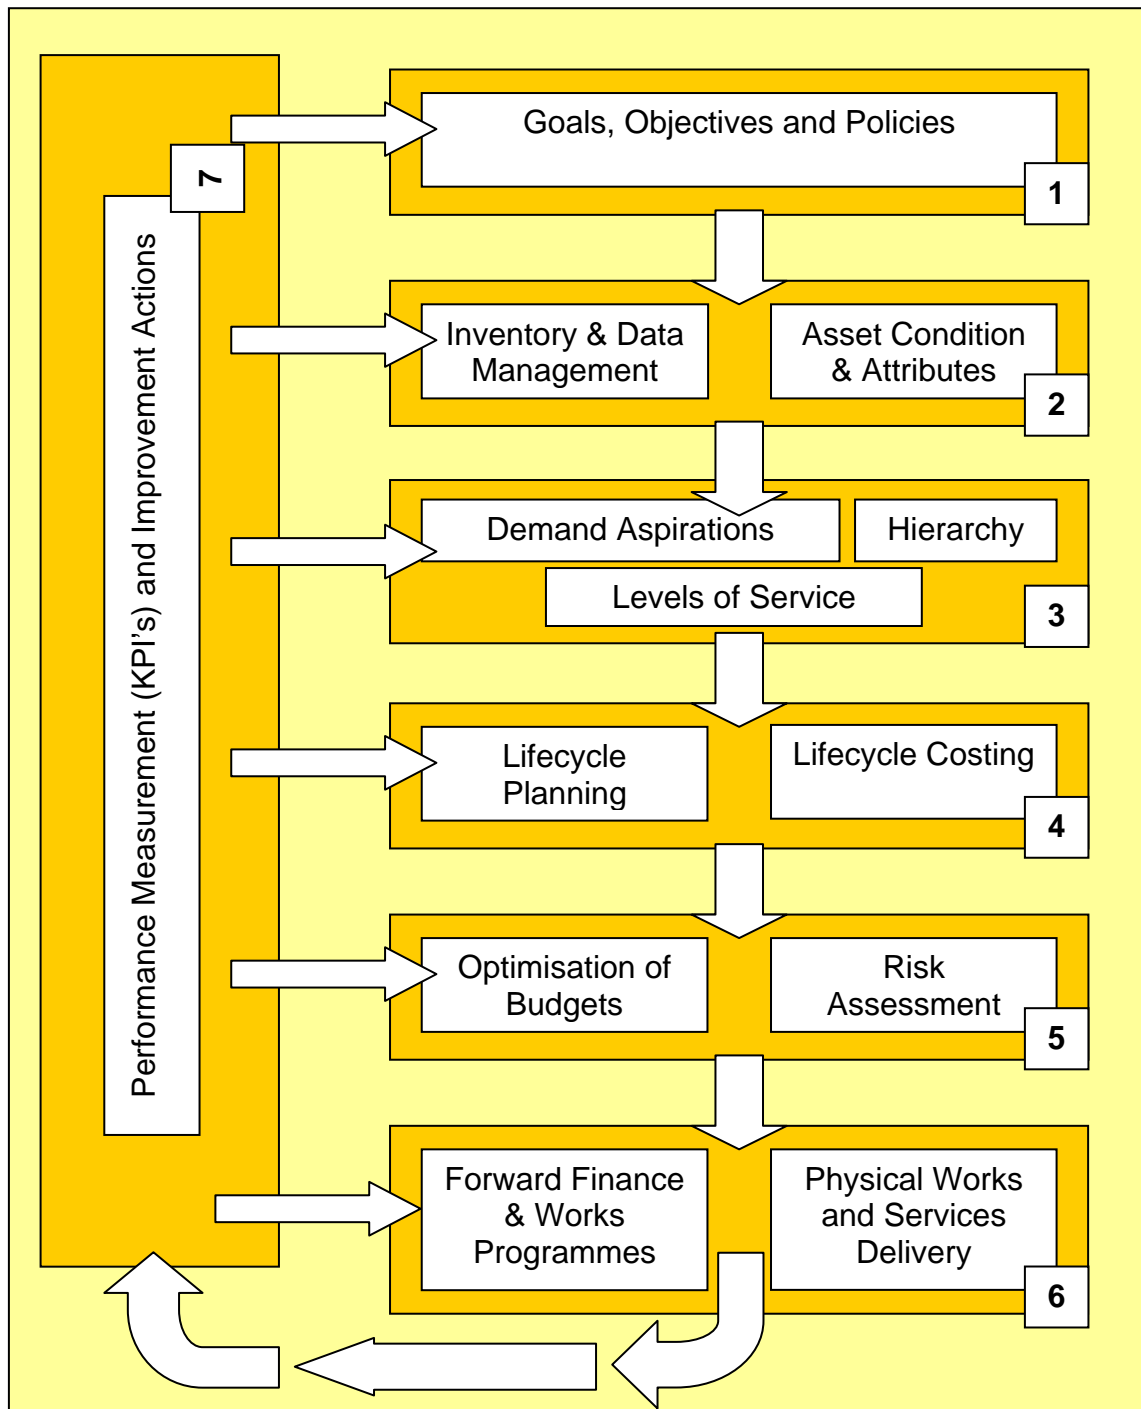 Goals, Objectives and Policies
1
Inventory & Data
Management
Asset Condition
& Attributes
2
Demand Aspirations
Hierarchy
Levels of Service
3
Lifecycle
Planning
Lifecycle Costing
4
Optimisation of
Budgets
Risk
Assessment
5
Forward Finance
& Works
Programmes
Physical Works
and Services
Delivery
6
7
Performance Measurement (KPI’s) and Improvement Actions